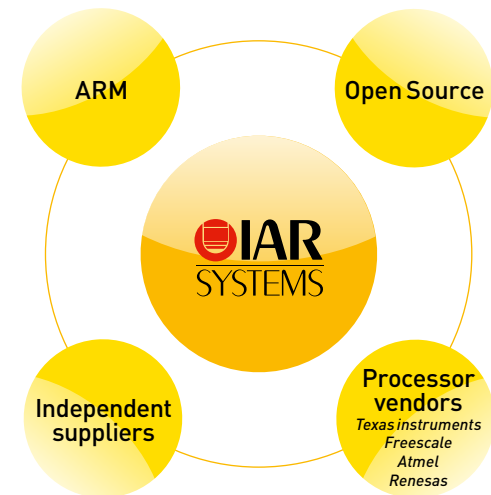 ARM
Open Source
IAR
SYSTEMS
Independent
suppliers
Processor
vendors
Texas instruments
Freescale
Atmel
Renesas